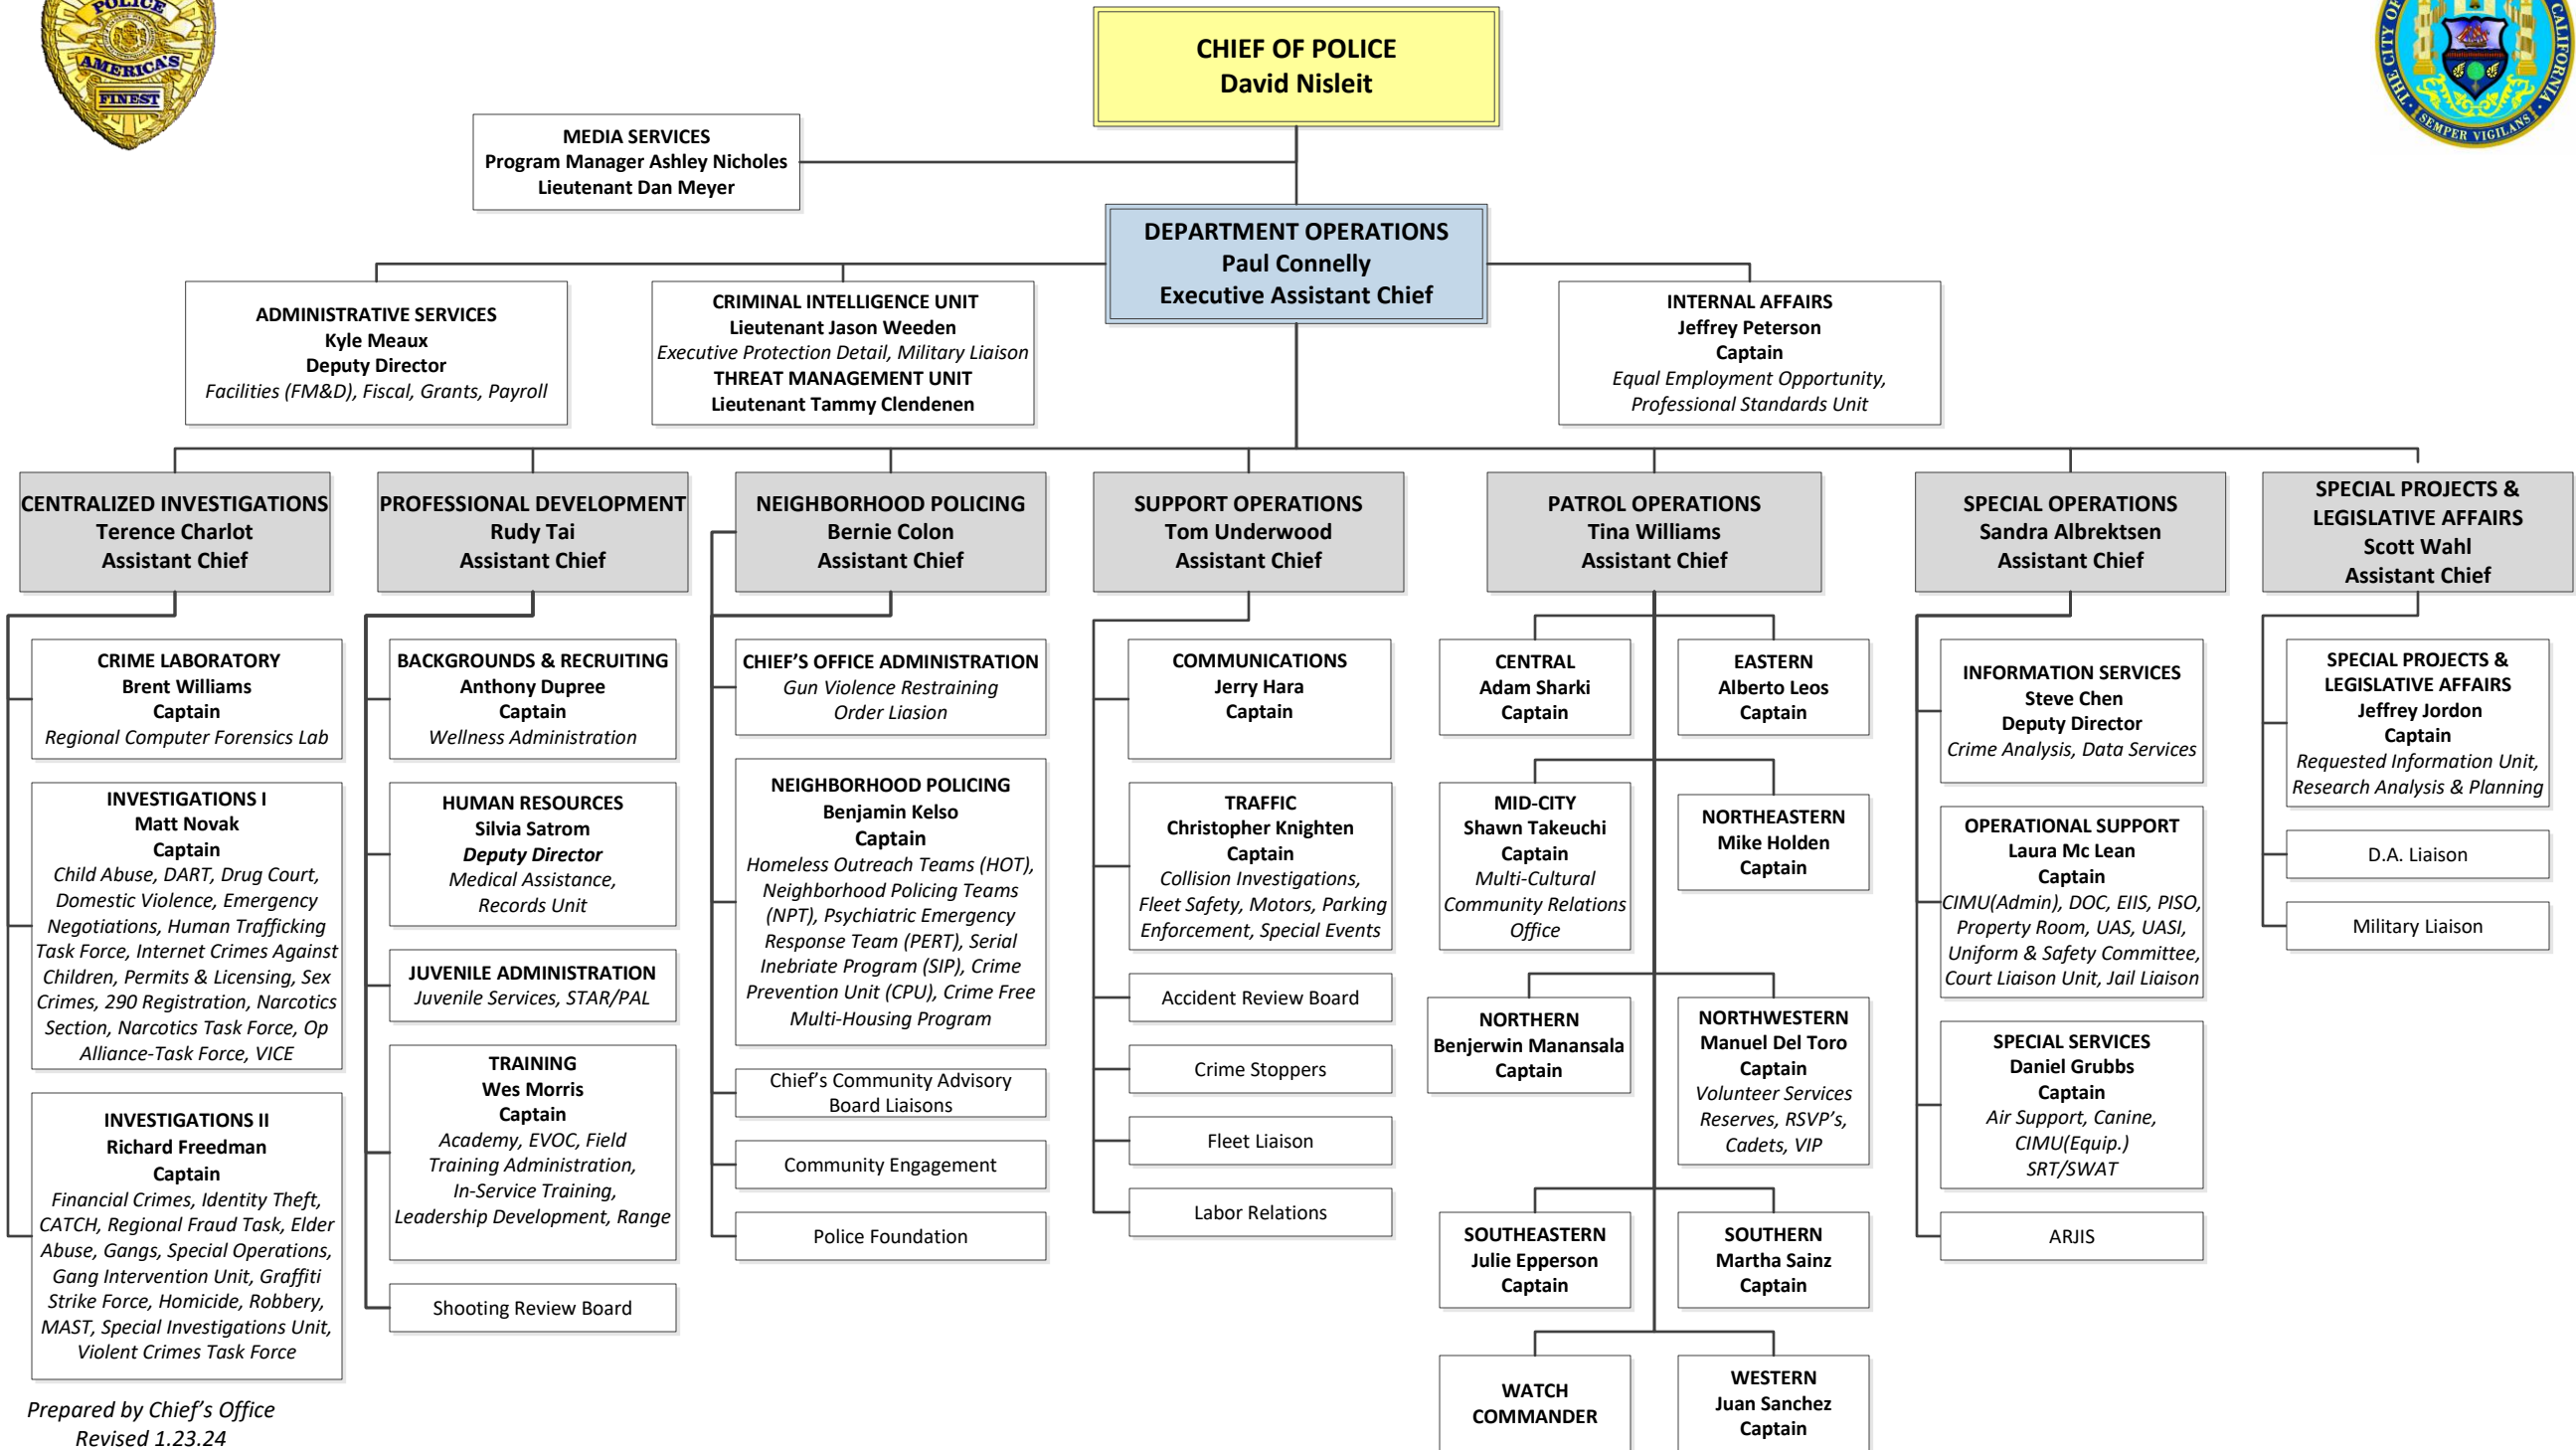 POLICE
AMERICA'S
FINEST
THE CITY OF
CALIFORNIA
SEMPER VIGILANS
CHIEF OF POLICE
David Nisleit
MEDIA SERVICES
Program Manager Ashley Nicholes
Lieutenant Dan Meyer
DEPARTMENT OPERATIONS
Paul Connelly
Executive Assistant Chief
ADMINISTRATIVE SERVICES
Kyle Meaux
Deputy Director
Facilities (FM&D), Fiscal, Grants, Payroll
CRIMINAL INTELLIGENCE UNIT
Lieutenant Jason Weeden
Executive Protection Detail, Military Liaison
THREAT MANAGEMENT UNIT
Lieutenant Tammy Clendenen
INTERNAL AFFAIRS
Jeffrey Peterson
Captain
Equal Employment Opportunity,
Professional Standards Unit
CENTRALIZED INVESTIGATIONS
Terence Charlot
Assistant Chief
CRIME LABORATORY
Brent Williams
Captain
Regional Computer Forensics Lab
INVESTIGATIONS I
Matt Novak
Captain
Child Abuse, DART, Drug Court,
Domestic Violence, Emergency
Negotiations, Human Trafficking
Task Force, Internet Crimes Against
Children, Permits & Licensing, Sex
Crimes, 290 Registration, Narcotics
Section, Narcotics Task Force, Op
Alliance-Task Force, VICE
INVESTIGATIONS II
Richard Freedman
Captain
Financial Crimes, Identity Theft,
CATCH, Regional Fraud Task, Elder
Abuse, Gangs, Special Operations,
Gang Intervention Unit, Graffiti
Strike Force, Homicide, Robbery,
MAST, Special Investigations Unit,
Violent Crimes Task Force
PROFESSIONAL DEVELOPMENT
Rudy Tai
Assistant Chief
BACKGROUNDS & RECRUITING
Anthony Dupree
Captain
Wellness Administration
HUMAN RESOURCES
Silvia Satrom
Deputy Director
Medical Assistance,
Records Unit
JUVENILE ADMINISTRATION
Juvenile Services, STAR/PAL
TRAINING
Wes Morris
Captain
Academy, EVOC, Field
Training Administration,
In-Service Training,
Leadership Development, Range
Shooting Review Board
NEIGHBORHOOD POLICING
Bernie Colon
Assistant Chief
CHIEF'S OFFICE ADMINISTRATION
Gun Violence Restraining
Order Liasion
NEIGHBORHOOD POLICING
Benjamin Kelso
Captain
Homeless Outreach Teams (HOT),
Neighborhood Policing Teams
(NPT), Psychiatric Emergency
Response Team (PERT), Serial
Inebriate Program (SIP), Crime
Prevention Unit (CPU), Crime Free
Multi-Housing Program
Chief's Community Advisory
Board Liaisons
Community Engagement
Police Foundation
SUPPORT OPERATIONS
Tom Underwood
Assistant Chief
COMMUNICATIONS
Jerry Hara
Captain
TRAFFIC
Christopher Knighten
Captain
Collision Investigations,
Fleet Safety, Motors, Parking
Enforcement, Special Events
Accident Review Board
Crime Stoppers
Fleet Liaison
Labor Relations
PATROL OPERATIONS
Tina Williams
Assistant Chief
CENTRAL
Adam Sharki
Captain
EASTERN
Alberto Leos
Captain
MID-CITY
Shawn Takeuchi
Captain
Multi-Cultural
Community Relations
Office
NORTHEASTERN
Mike Holden
Captain
NORTHERN
Benjerwin Manansala
Captain
NORTHWESTERN
Manuel Del Toro
Captain
Volunteer Services
Reserves, RSVP's,
Cadets, VIP
SOUTHEASTERN
Julie Epperson
Captain
SOUTHERN
Martha Sainz
Captain
WATCH
COMMANDER
WESTERN
Juan Sanchez
Captain
SPECIAL OPERATIONS
Sandra Albrektsen
Assistant Chief
INFORMATION SERVICES
Steve Chen
Deputy Director
Crime Analysis, Data Services
OPERATIONAL SUPPORT
Laura Mc Lean
Captain
CIMU(Admin), DOC, EIIS, PISO,
Property Room, UAS, UASI,
Uniform & Safety Committee,
Court Liaison Unit, Jail Liaison
SPECIAL SERVICES
Daniel Grubbs
Captain
Air Support, Canine,
CIMU(Equip.)
SRT/SWAT
ARJIS
SPECIAL PROJECTS &
LEGISLATIVE AFFAIRS
Scott Wahl
Assistant Chief
SPECIAL PROJECTS &
LEGISLATIVE AFFAIRS
Jeffrey Jordon
Captain
Requested Information Unit,
Research Analysis & Planning
D.A. Liaison
Military Liaison
Prepared by Chief's Office
Revised 1.23.24